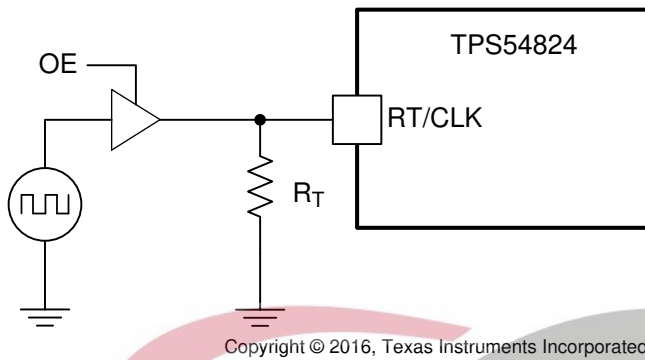 TPS54824
OE
RT/CLK
RT
Copyright © 2016, Texas Instruments Incorporated